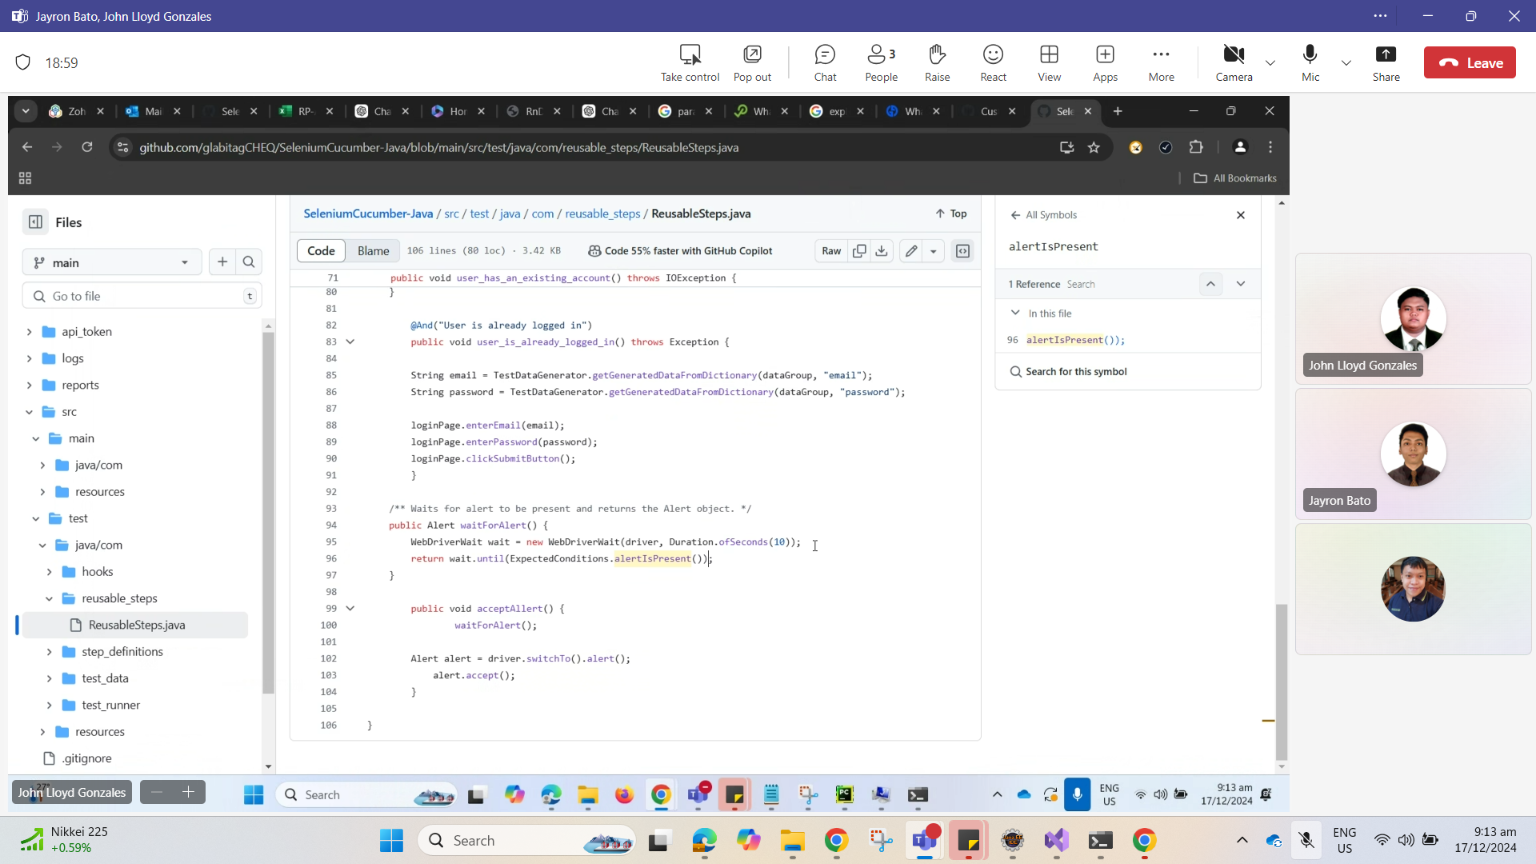 Jayron Bato, John Lloyd Gonzales
18:59
Take control
Pop out
Chat
3
People
Raise
React
View
Apps
More
Camera
Mic
Share
Leave
Zoh
Mai
Sele
RP-
Cha
Hor
RnD
Cha
par
Wh
exp
Wh
Cus
Sele
github.com/glabitagCHEQ/SeleniumCucumber-Java/blob/main/src/test/java/com/reusable_steps/ReusableSteps.java
All Bookmarks
Files
main
Go to file
t
api_token
logs
reports
src
main
java/com
resources
test
java/com
hooks
reusable_steps
ReusableSteps.java
step_definitions
test_data
test_runner
resources
.gitignore
SeleniumCucumber-Java / src / test / java / com / reusable_steps / ReusableSteps.java
Top
Code
Blame
106 lines (80 loc) · 3.42 KB
Code 55% faster with GitHub Copilot
Raw
71 public void user_has_an_existing_account() throws IOException {
80 }
81
82 @And("User is already logged in")
83 public void user_is_already_logged_in() throws Exception {
84
85 String email = TestDataGenerator.getGeneratedDataFromDictionary(dataGroup, "email");
86 String password = TestDataGenerator.getGeneratedDataFromDictionary(dataGroup, "password");
87
88 loginPage.enterEmail(email);
89 loginPage.enterPassword(password);
90 loginPage.clickSubmitButton();
91 }
92
93 /** Waits for alert to be present and returns the Alert object. */
94 public Alert waitForAlert() {
95 WebDriverWait wait = new WebDriverWait(driver, Duration.ofSeconds(10));
96 return wait.until(ExpectedConditions.alertIsPresent());
97 }
98
99 public void acceptAllert() {
100 waitForAlert();
101
102 Alert alert = driver.switchTo().alert();
103 alert.accept();
104 }
105
106 }
All Symbols
alertIsPresent
1 Reference Search
In this file
96 alertIsPresent());
Search for this symbol
John Lloyd Gonzales
Jayron Bato
John Lloyd Gonzales
Search
ENG
US
9:13 am
17/12/2024
Nikkei 225
+0.59%
Search
ENG
US
9:13 am
17/12/2024